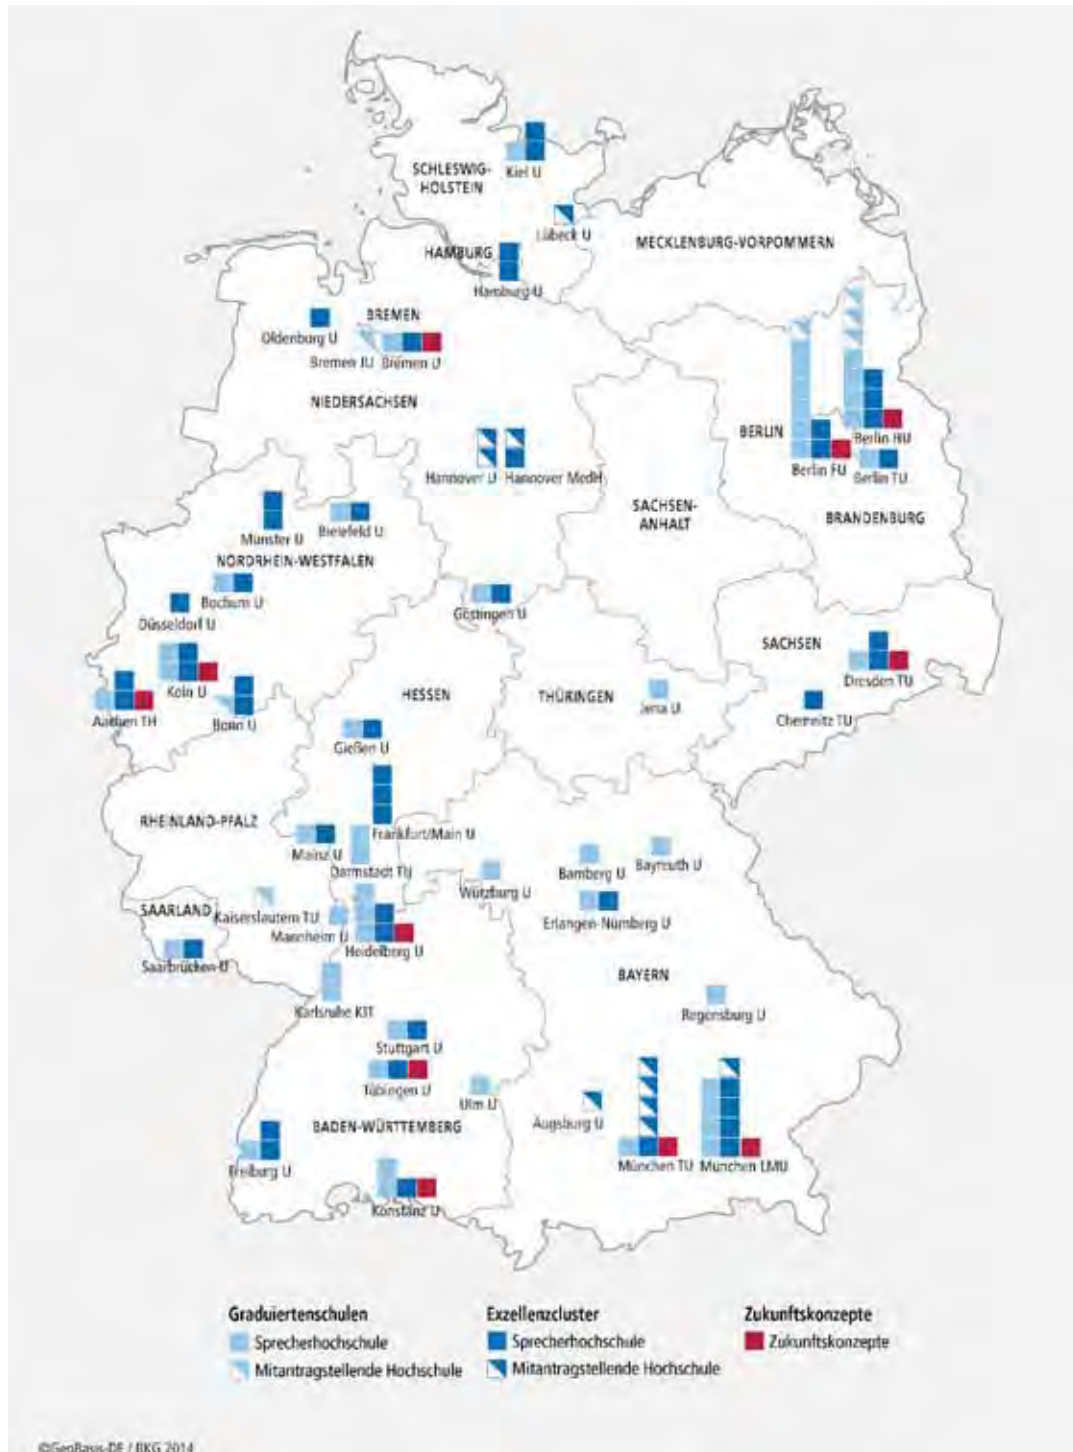 SCHLESWIG-
HOLSTEIN
Kiel U
Lübeck U
MECKLENBURG-VORPOMMERN
HAMBURG
Hamburg U
BREMEN
Oldenburg U
Bremen JU
Bremen U
NIEDERSACHSEN
BERLIN
Berlin HU
Berlin FU
Berlin TU
Hannover U
Hannover MedH
SACHSEN-
ANHALT
BRANDENBURG
Münster U
Bielefeld U
NORDRHEIN-WESTFALEN
Bochum U
Düsseldorf U
Göttingen U
SACHSEN
Köln U
Dresden TU
HESSEN
THÜRINGEN
Jena U
Aachen TH
Bonn U
Chemnitz TU
Gießen U
RHEINLAND-PFALZ
Frankfurt/Main U
Mainz U
Darmstadt TU
Bamberg U
Bayreuth U
Würzburg U
SAARLAND
Kaiserslautern TU
Mannheim U
Erlangen-Nürnberg U
Heidelberg U
Saarbrücken U
BAYERN
Karlsruhe KIT
Regensburg U
Stuttgart U
Tübingen U
Ulm U
Augsburg U
BADEN-WÜRTTEMBERG
Freiburg U
München TU
München LMU
Konstanz U
Graduiertenschulen
Sprecherhochschule
Mitantragstellende Hochschule
Exzellenzcluster
Sprecherhochschule
Mitantragstellende Hochschule
Zukunftskonzepte
Zukunftskonzepte
©GeoBasis-DE / BKG 2014